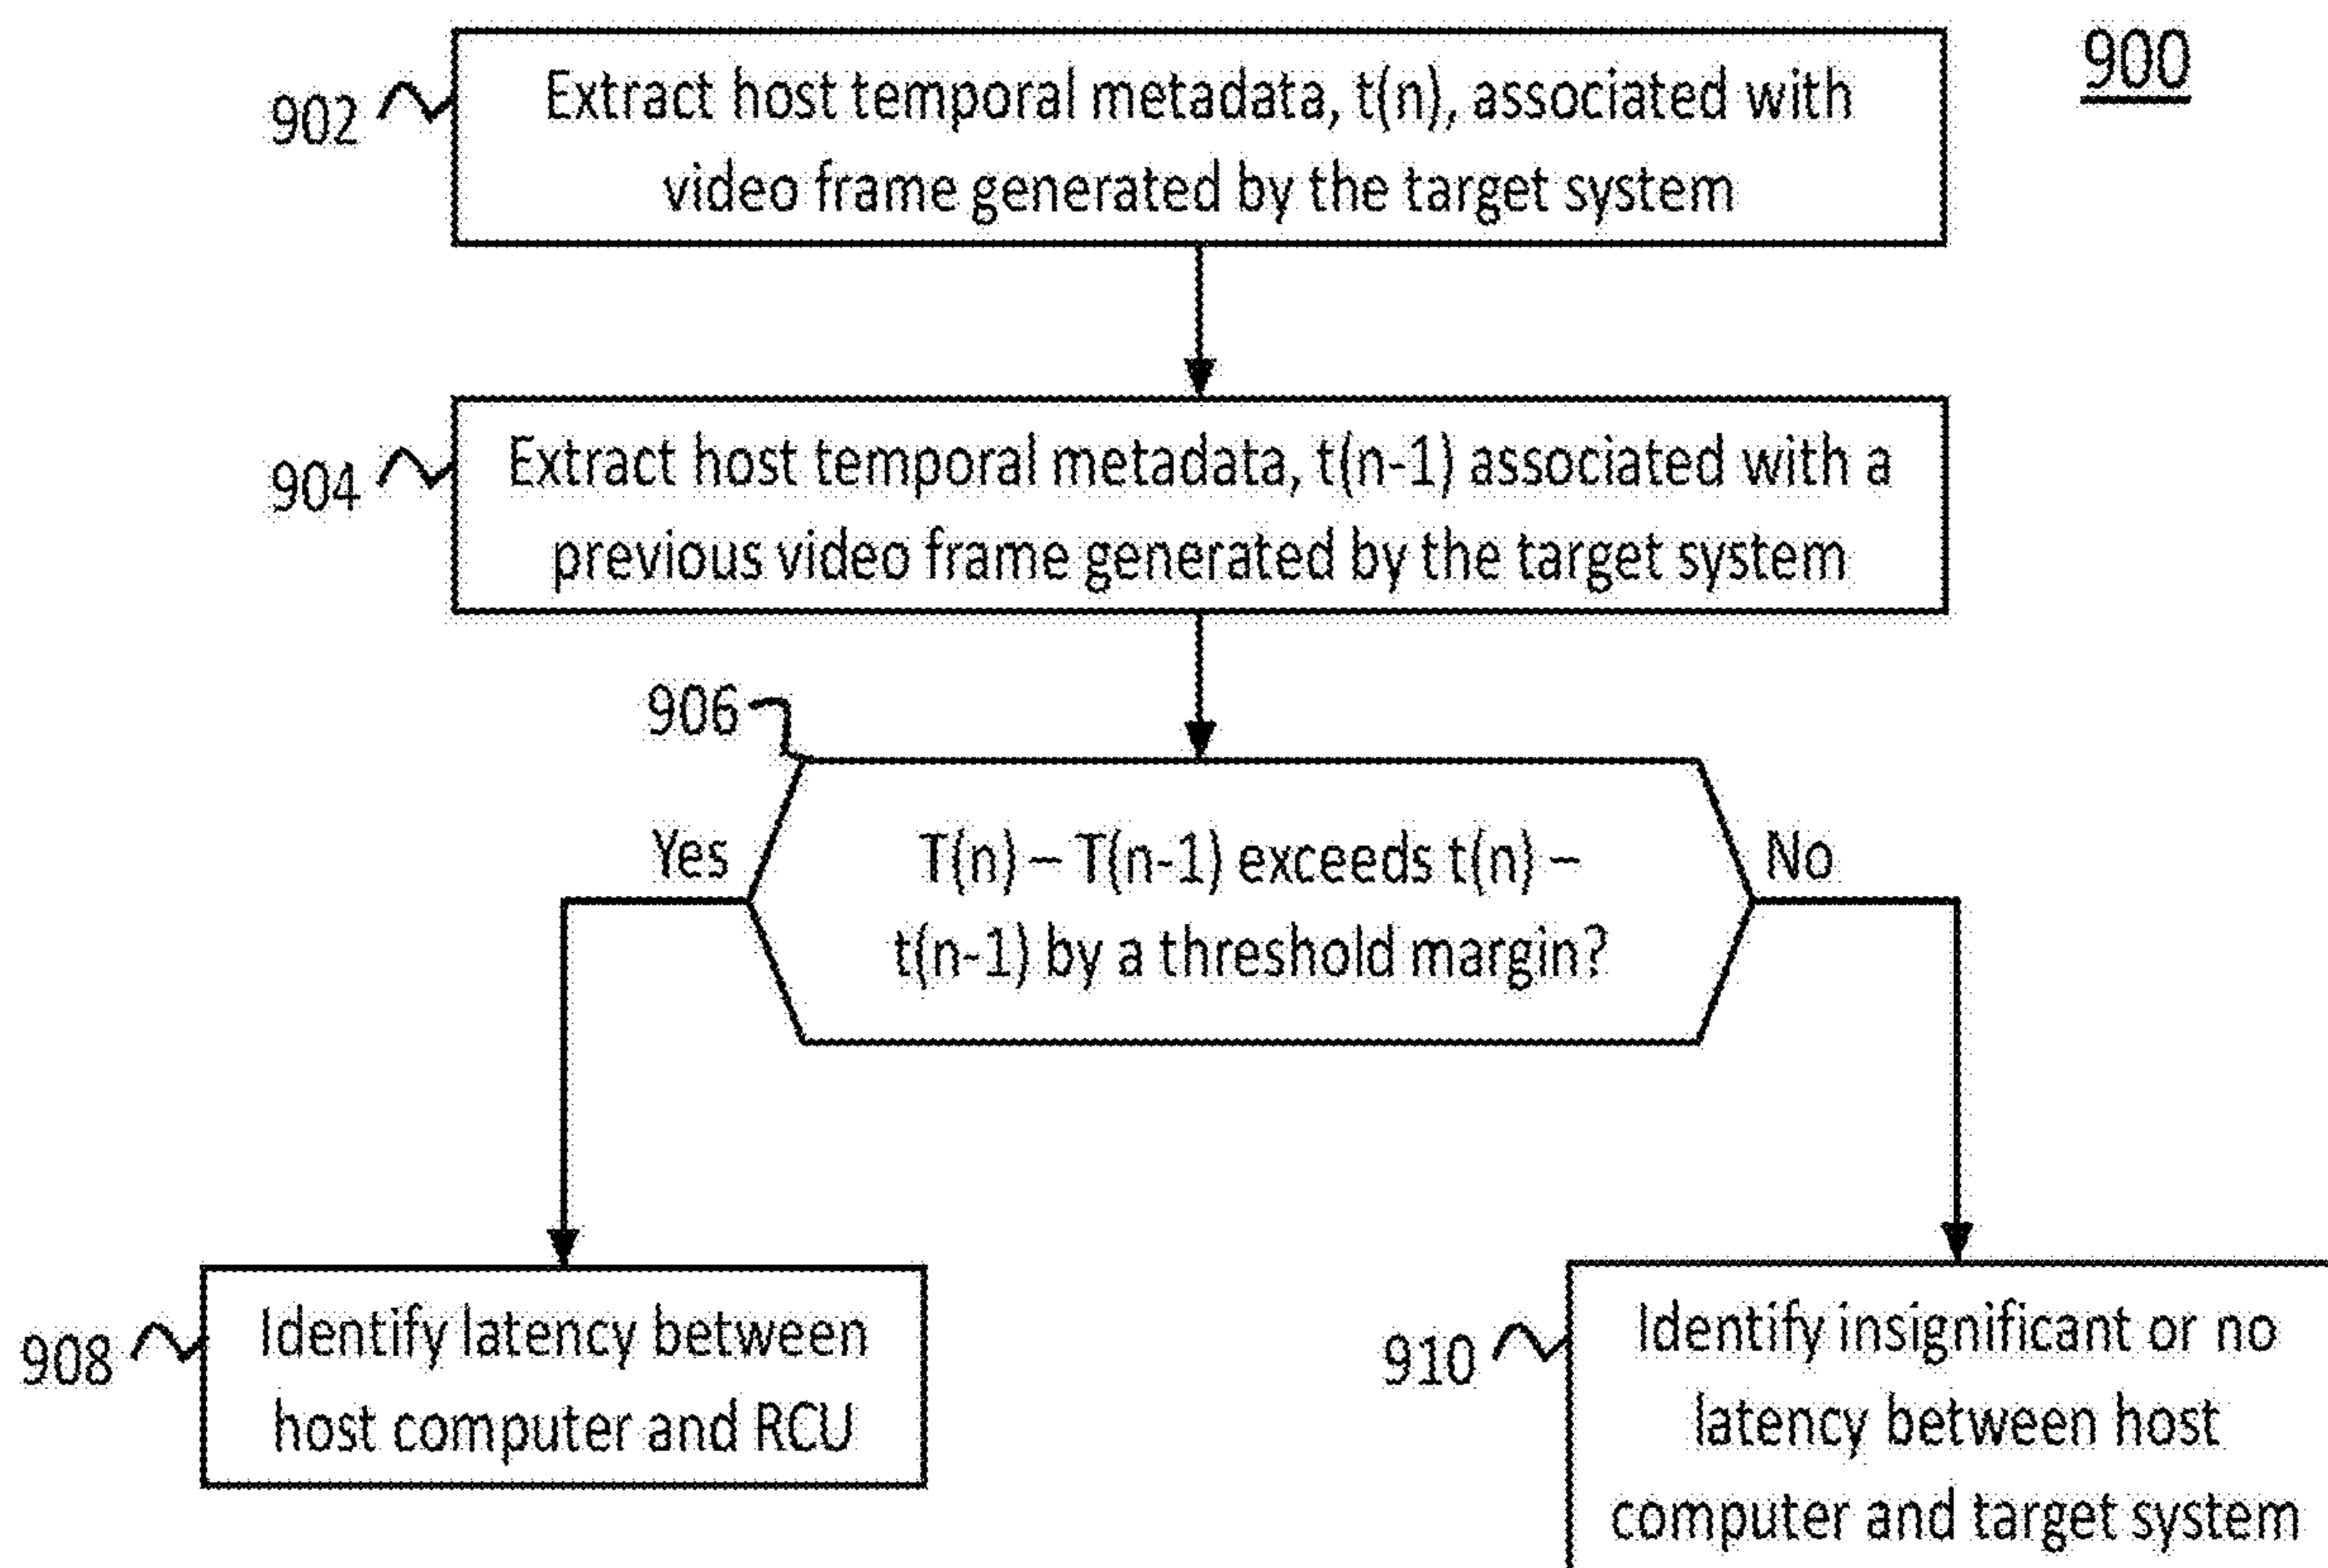 900
902
Extract host temporal metadata, t(n), associated with
video frame generated by the target system
904
Extract host temporal metadata, t(n-1) associated with a
previous video frame generated by the target system
906
Yes
T(n) – T(n-1) exceeds t(n) –
t(n-1) by a threshold margin?
No
908
Identify latency between
host computer and RCU
910
Identify insignificant or no
latency between host
computer and target system